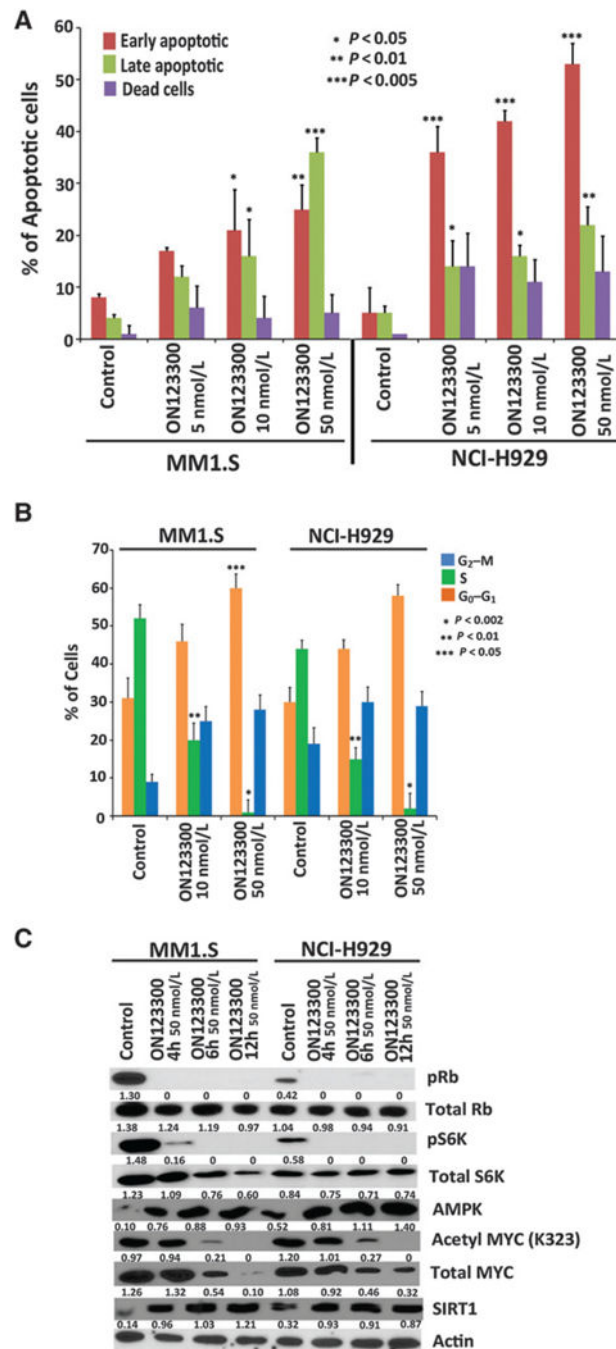 A
Early apoptotic
Late apoptotic
Dead cells
* P < 0.05
** P < 0.01
*** P < 0.005
% of Apoptotic cells
60
50
40
30
20
10
0
* * ** *** *** * *** * *** **
Control
ON123300 5 nmol/L
ON123300 10 nmol/L
ON123300 50 nmol/L
Control
ON123300 5 nmol/L
ON123300 10 nmol/L
ON123300 50 nmol/L
MM1.S
NCI-H929
B
MM1.S
NCI-H929
G2–M
S
G0–G1
* P < 0.002
** P < 0.01
*** P < 0.05
% of Cells
70
60
50
40
30
20
10
0
** *** * ** *
Control
ON123300 10 nmol/L
ON123300 50 nmol/L
Control
ON123300 10 nmol/L
ON123300 50 nmol/L
C
MM1.S
NCI-H929
Control
ON123300 4h 50 nmol/L
ON123300 6h 50 nmol/L
ON123300 12h 50 nmol/L
Control
ON123300 4h 50 nmol/L
ON123300 6h 50 nmol/L
ON123300 12h 50 nmol/L
pRb
1.30 0 0 0 0.42 0 0 0
Total Rb
1.38 1.24 1.19 0.97 1.04 0.98 0.94 0.91
pS6K
1.48 0.16 0 0 0.58 0 0 0
Total S6K
1.23 1.09 0.76 0.60 0.84 0.75 0.71 0.74
AMPK
0.10 0.76 0.88 0.93 0.52 0.81 1.11 1.40
Acetyl MYC (K323)
0.97 0.94 0.21 0 1.20 1.01 0.27 0
Total MYC
1.26 1.32 0.54 0.10 1.08 0.92 0.46 0.32
SIRT1
0.14 0.96 1.03 1.21 0.32 0.93 0.91 0.87
Actin